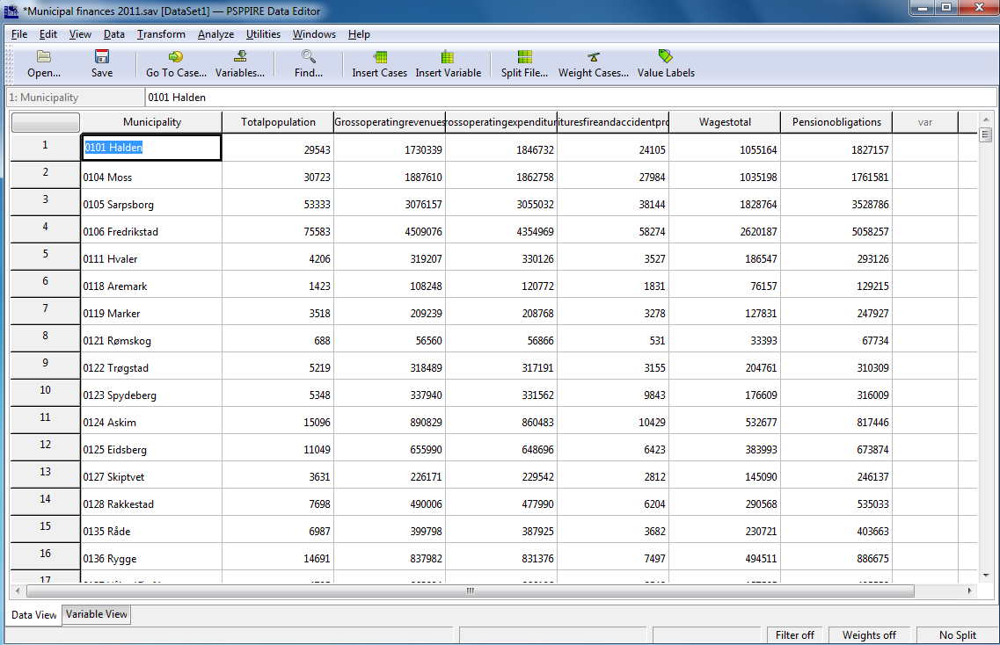 *Municipal finances 2011.sav [DataSet1] — PSPPIRE Data Editor
File Edit View Data Transform Analyze Utilities Windows Help
Open... Save Go To Case... Variables... Find... Insert Cases Insert Variable Split File... Weight Cases... Value Labels
1: Municipality 0101 Halden
Municipality Totalpopulation Grossoperatingrevenues rossoperatingexpenditur ituresfireandaccidentpro Wagestotal Pensionobligations var
1 0101 Halden 29543 1730339 1846732 24105 1055164 1827157
2 0104 Moss 30723 1887610 1862758 27984 1035198 1761581
3 0105 Sarpsborg 53333 3076157 3055032 38144 1828764 3528786
4 0106 Fredrikstad 75583 4509076 4354969 58274 2620187 5058257
5 0111 Hvaler 4206 319207 330126 3527 186547 293126
6 0118 Aremark 1423 108248 120772 1831 76157 129215
7 0119 Marker 3518 209239 208768 3278 127831 247927
8 0121 Rømskog 688 56560 56866 531 33393 67734
9 0122 Trøgstad 5219 318489 317191 3155 204761 310309
10 0123 Spydeberg 5348 337940 331562 9843 176609 316009
11 0124 Askim 15096 890829 860483 10429 532677 817446
12 0125 Eidsberg 11049 655990 648696 6423 383993 673874
13 0127 Skiptvet 3631 226171 229542 2812 145090 246137
14 0128 Rakkestad 7698 490006 477990 6204 290568 535033
15 0135 Råde 6987 399798 387925 3682 230721 403663
16 0136 Rygge 14691 837982 831376 7497 494511 886675
17
Data View Variable View
Filter off Weights off No Split